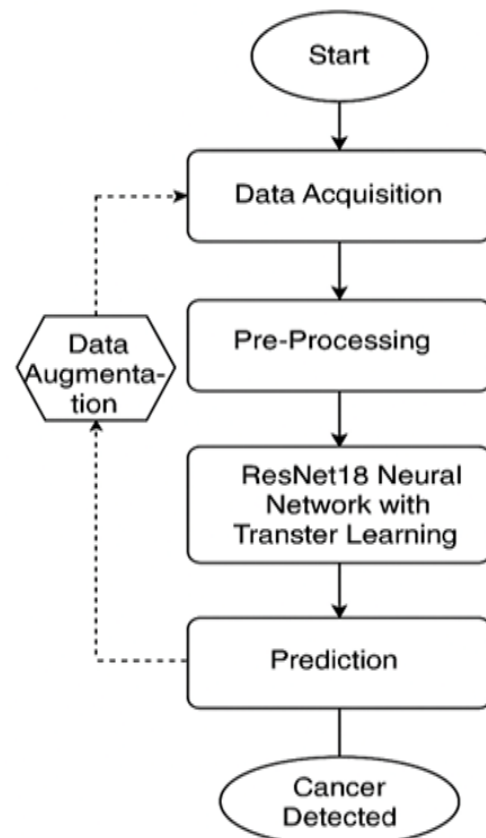 Start
Data Acquisition
Pre-Processing
Data
Augmenta-
tion
ResNet18 Neural
Network with
Transter Learning
Prediction
Cancer
Detected